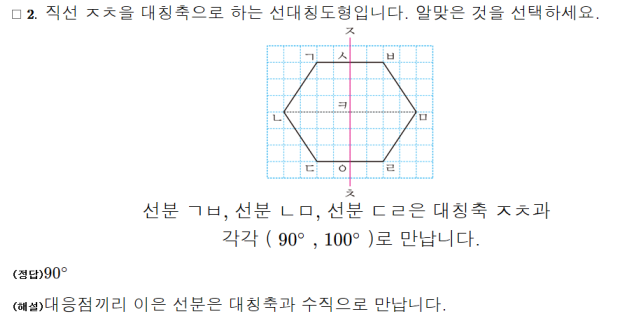 □ 2. 직선 ㅈㅊ을 대칭축으로 하는 선대칭도형입니다. 알맞은 것을 선택하세요.
ㅈ
ㄱ ㅅ ㅂ
ㅋ
ㄴ ㅁ
ㄷ ㅇ ㄹ
ㅊ
선분 ㄱㅂ, 선분 ㄴㅁ, 선분 ㄷㄹ은 대칭축 ㅈㅊ과
각각 ( 90° , 100° )로 만납니다.
(정답)90°
(해설)대응점끼리 이은 선분은 대칭축과 수직으로 만납니다.